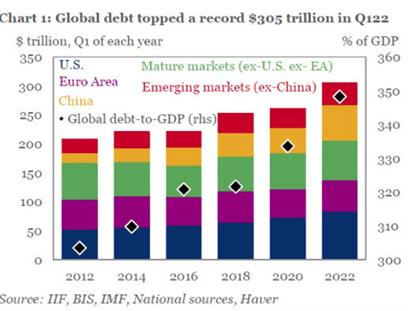 Chart 1: Global debt topped a record $305 trillion in Q122
$ trillion, Q1 of each year
% of GDP
U.S.
Mature markets (ex-U.S. ex- EA)
Euro Area
Emerging markets (ex-China)
China
Global debt-to-GDP (rhs)
350
300
250
200
150
100
50
0
360
350
340
330
320
310
300
2012 2014 2016 2018 2020 2022
Source: IIF, BIS, IMF, National sources, Haver